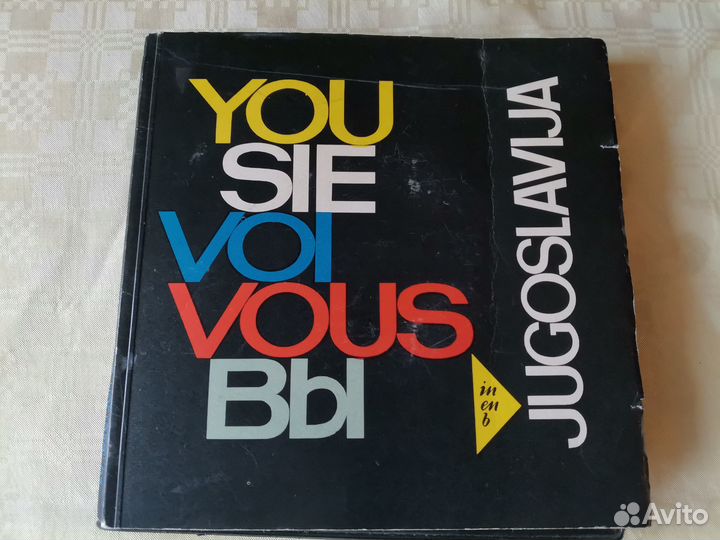 YOU
SIE
VOI
VOUS
Вы
in
en
в
JUGOSLAVIJA
Avito